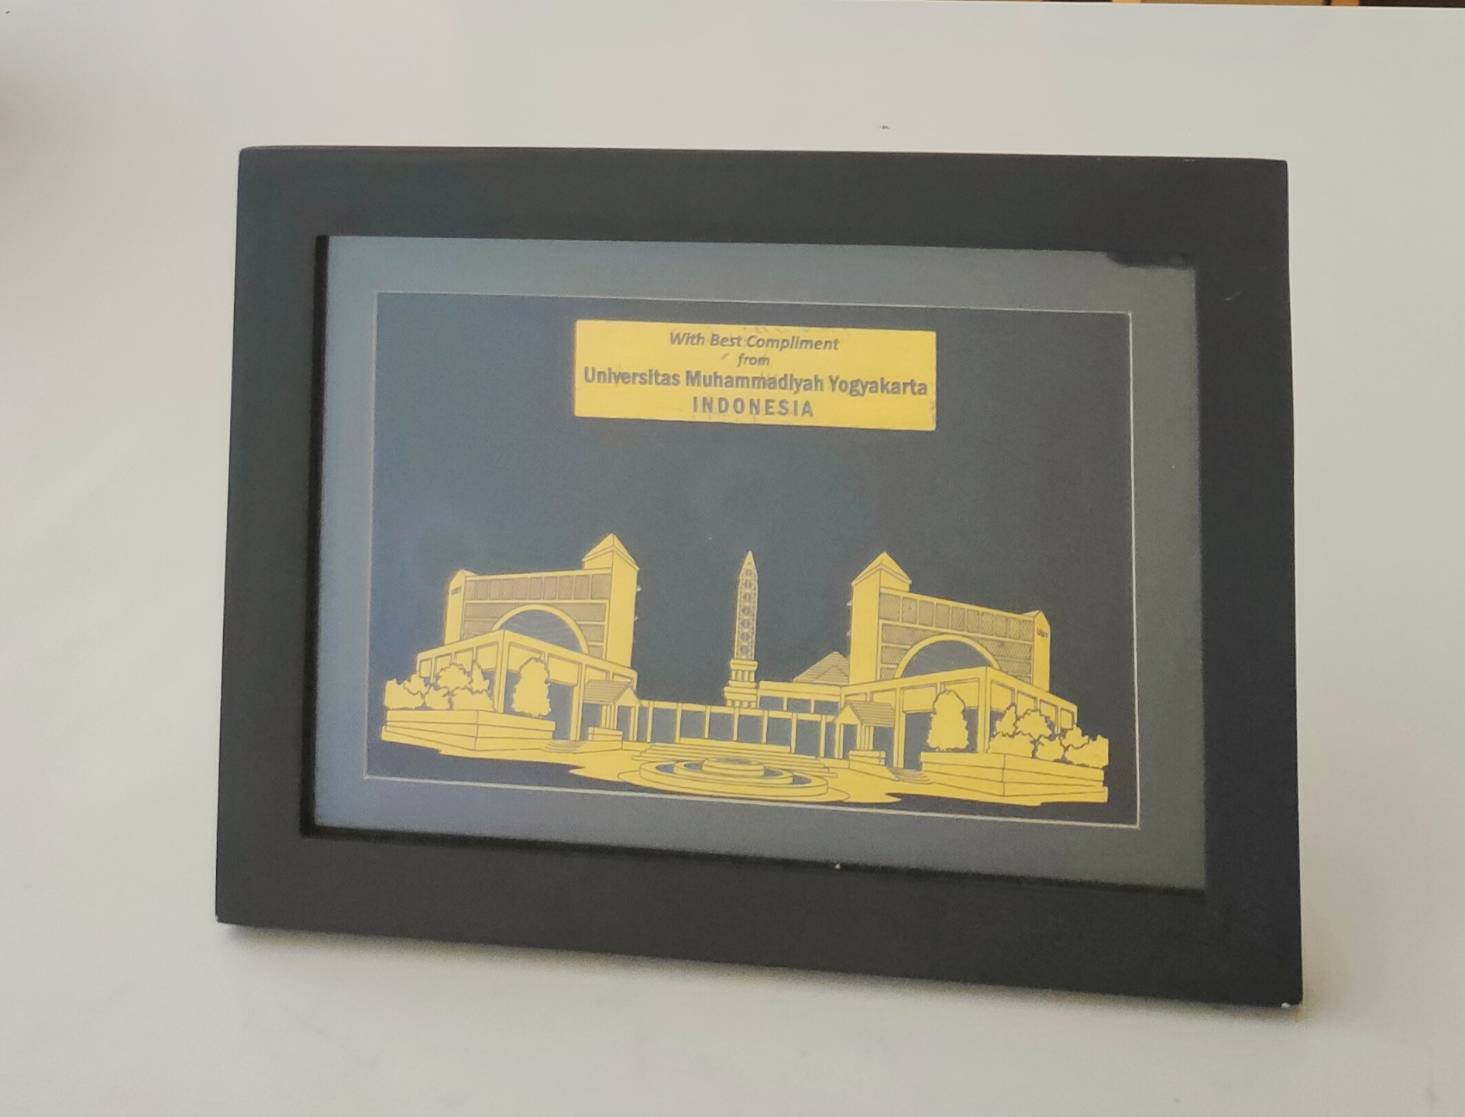 With Best Compliment
from
Universitas Muhammadiyah Yogyakarta
INDONESIA